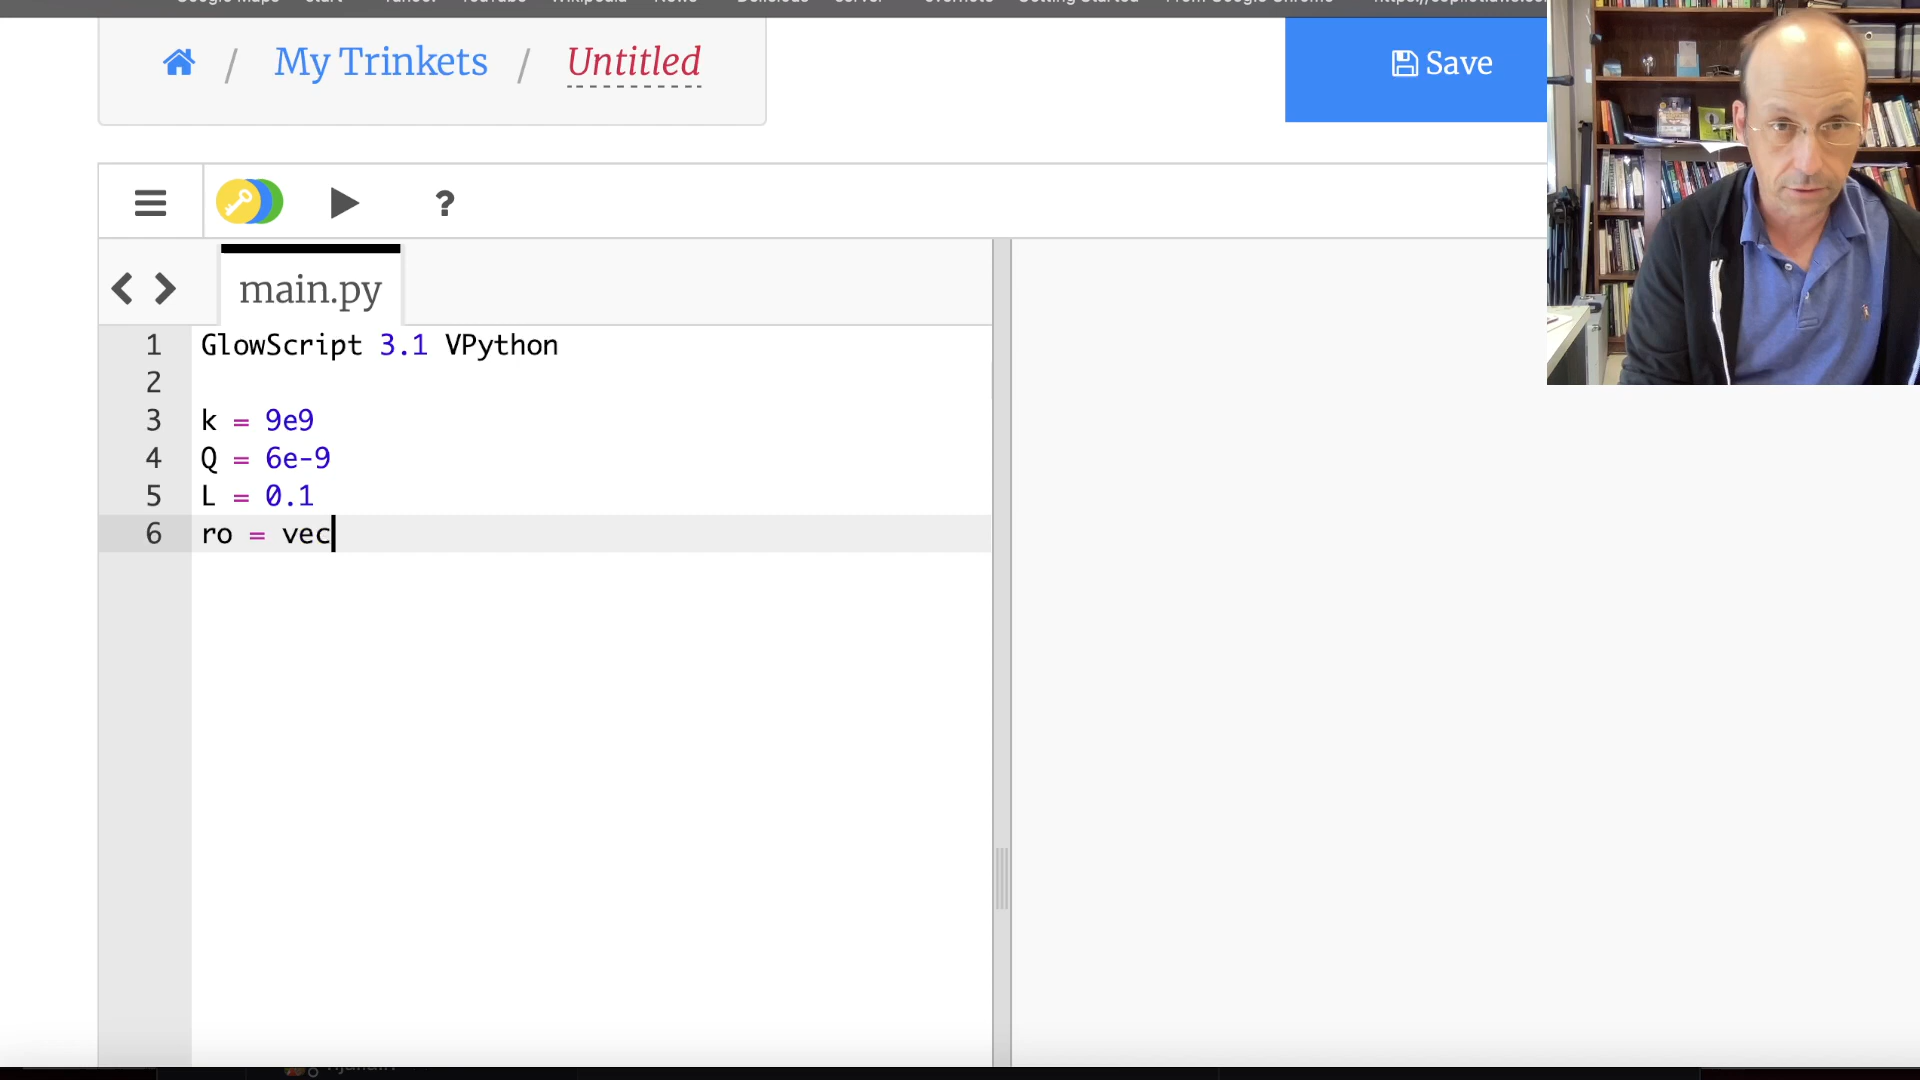 My Trinkets / Untitled
Save
?
main.py
1 GlowScript 3.1 VPython
2
3 k = 9e9
4 Q = 6e-9
5 L = 0.1
6 ro = vec